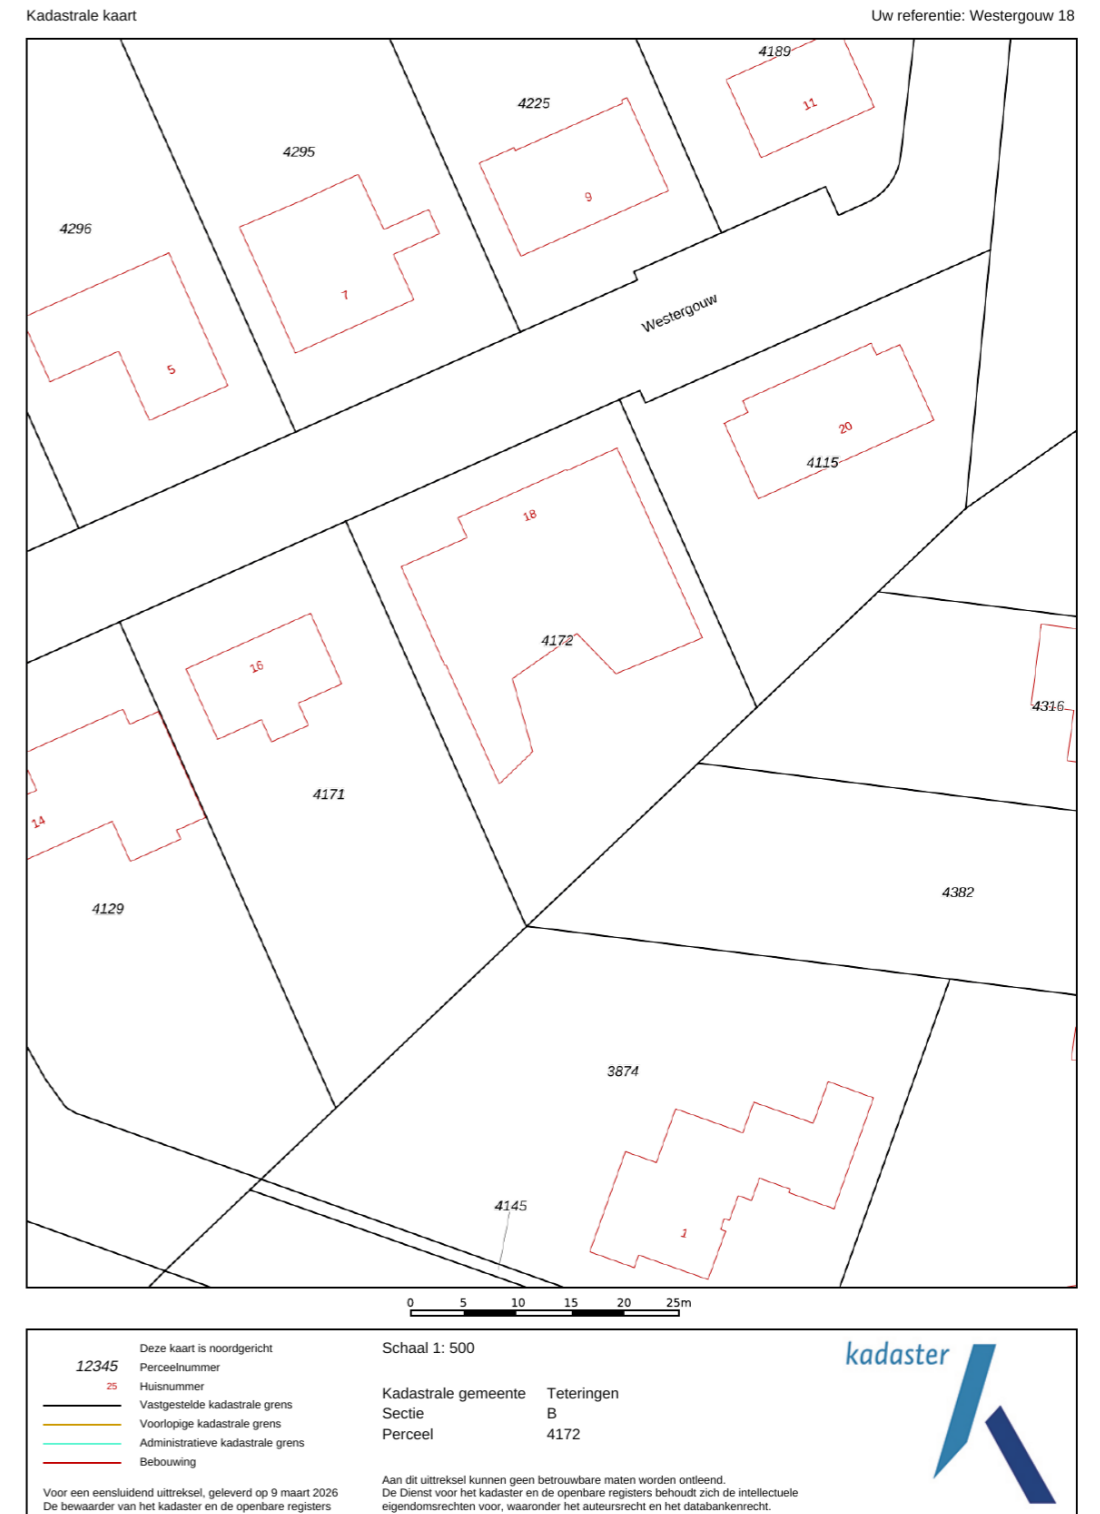 Kadastrale kaart
Uw referentie: Westergouw 18
4189
11
4225
9
4295
7
4296
5
Westergouw
20
4115
18
4172
16
4171
14
4129
4316
4382
3874
4145
1
0 5 10 15 20 25m
12345
25
Deze kaart is noordgericht
Perceelnummer
Huisnummer
Vastgestelde kadastrale grens
Voorlopige kadastrale grens
Administratieve kadastrale grens
Bebouwing
Voor een eensluidend uittreksel, geleverd op 9 maart 2026
De bewaarder van het kadaster en de openbare registers
Schaal 1: 500
Kadastrale gemeente Teteringen
Sectie B
Perceel 4172
Aan dit uittreksel kunnen geen betrouwbare maten worden ontleend.
De Dienst voor het kadaster en de openbare registers behoudt zich de intellectuele
eigendomsrechten voor, waaronder het auteursrecht en het databankenrecht.
kadaster